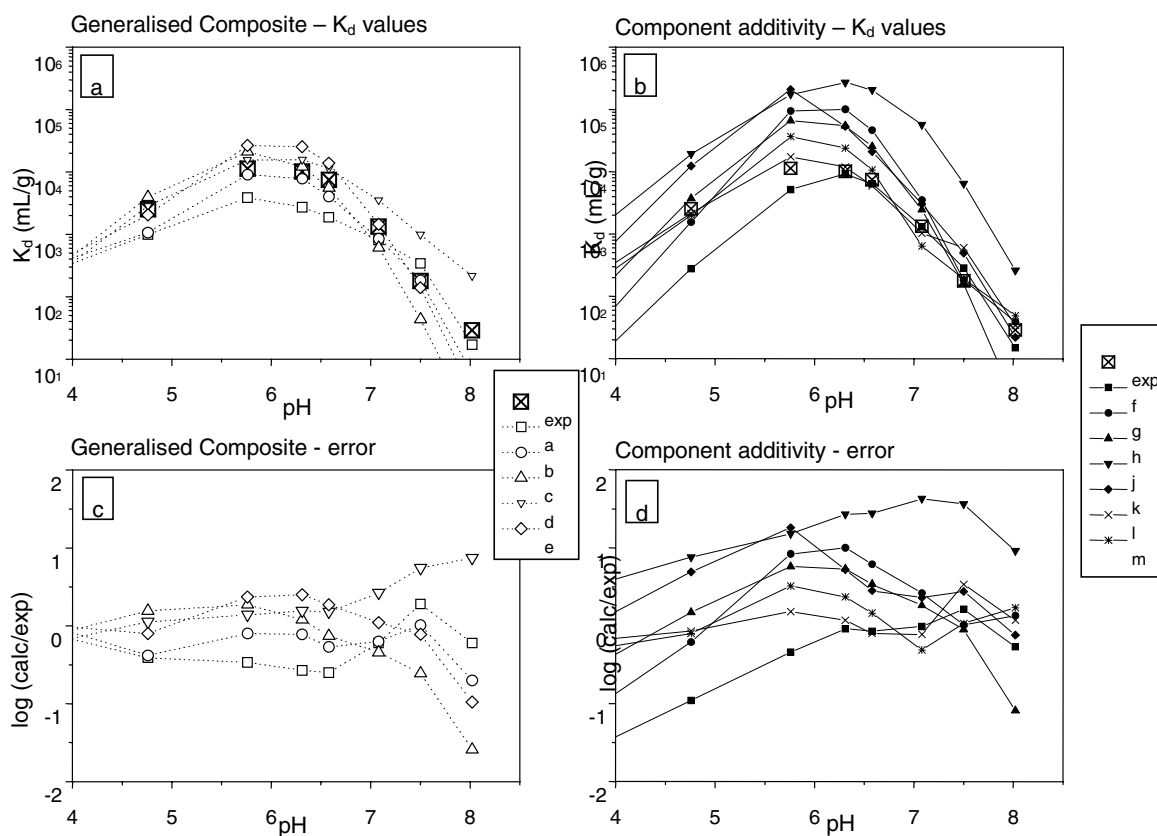 Generalised Composite – Kd values
Component additivity – Kd values
a
10⁶
10⁵
10⁴
10³
10²
10¹
Kd (mL/g)
4 5 6 7 8
pH
b
10⁶
10⁵
10⁴
10³
10²
10¹
Kd (mL/g)
4 5 6 7 8
pH
exp
a
b
c
d
e
exp
f
g
h
j
k
l
m
Generalised Composite - error
Component additivity - error
c
2
1
0
-1
-2
log (calc/exp)
4 5 6 7 8
pH
d
2
1
0
-1
-2
log (calc/exp)
4 5 6 7 8
pH